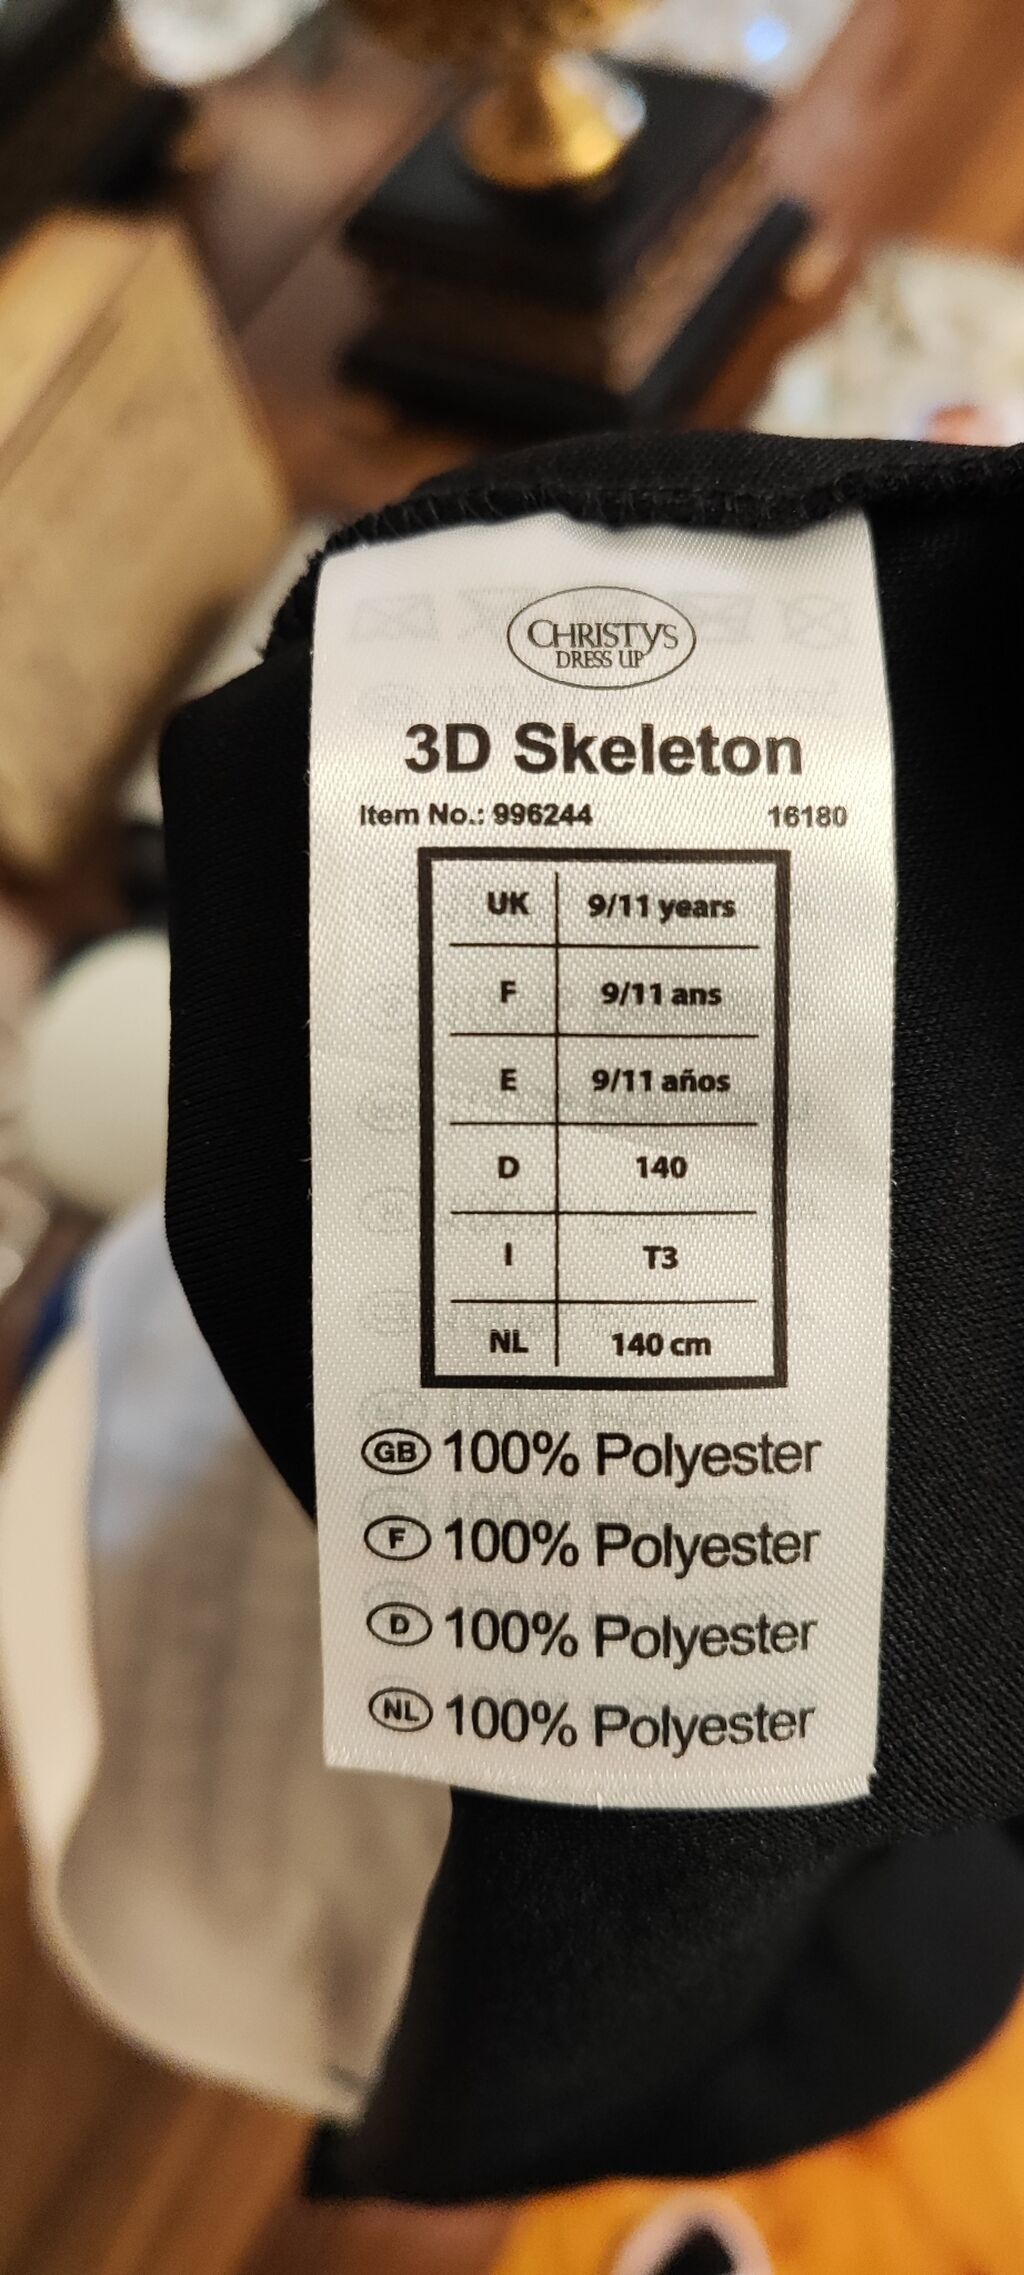 CHRISTYS
DRESS UP
3D Skeleton
Item No.: 996244 16180
UK 9/11 years
F 9/11 ans
E 9/11 años
D 140
I T3
NL 140 cm
GB 100% Polyester
F 100% Polyester
D 100% Polyester
NL 100% Polyester